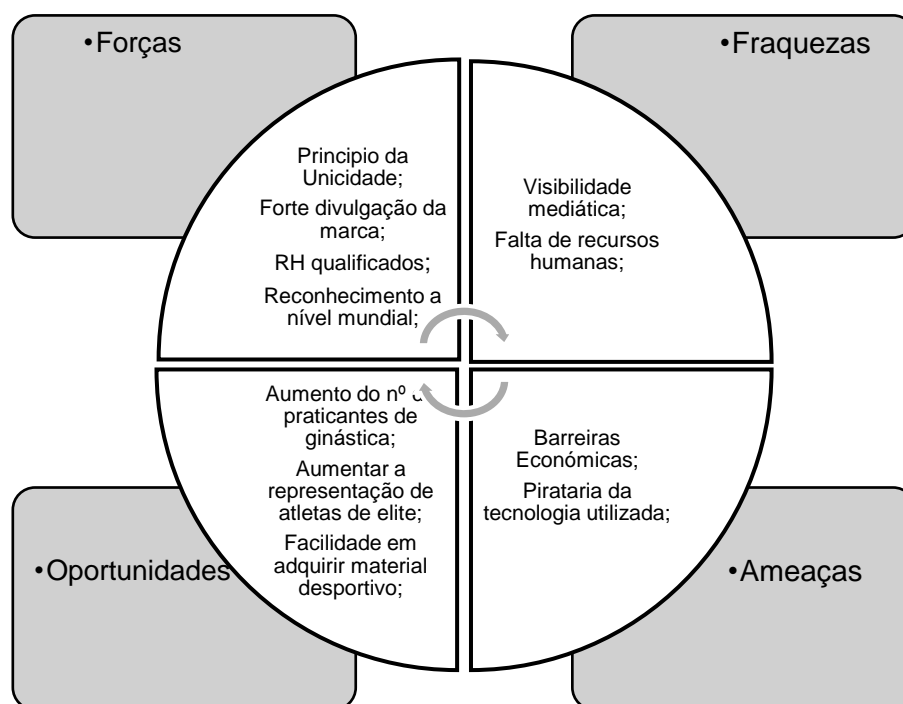 •Forças
Principio da
Unicidade;
Forte divulgação da
marca;
RH qualificados;
Reconhecimento a
nível mundial;
•Fraquezas
Visibilidade
mediática;
Falta de recursos
humanas;
•Oportunidades
Aumento do nº
praticantes de
ginástica;
Aumentar a
representação de
atletas de elite;
Facilidade em
adquirir material
desportivo;
•Ameaças
Barreiras
Económicas;
Pirataria da
tecnologia utilizada;